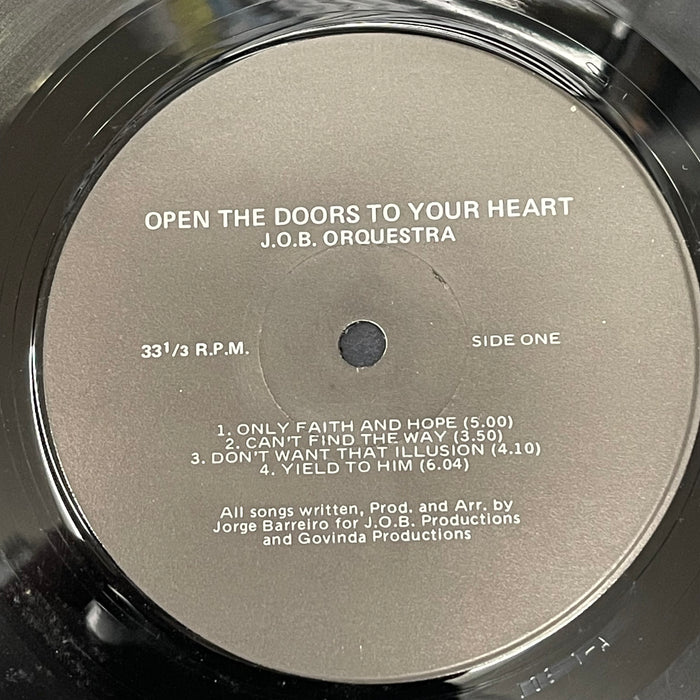 OPEN THE DOORS TO YOUR HEART
J.O.B. ORQUESTRA
33 1/3 R.P.M.
SIDE ONE
1. ONLY FAITH AND HOPE (5.00)
2. CAN'T FIND THE WAY (3.50)
3. DON'T WANT THAT ILLUSION (4.10)
4. YIELD TO HIM (6.04)
All songs written, Prod. and Arr. by
Jorge Barreiro for J.O.B. Productions
and Govinda Productions